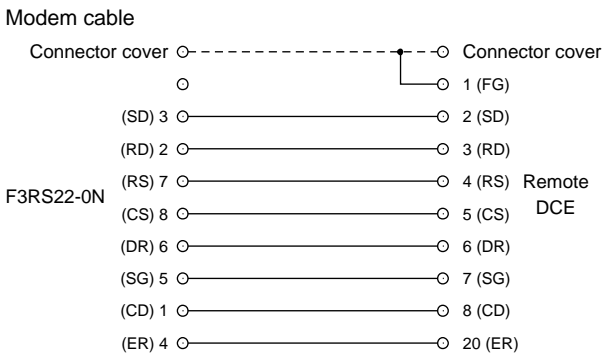 Modem cable
Connector cover Connector cover
1 (FG)
(SD) 3 2 (SD)
(RD) 2 3 (RD)
(RS) 7 4 (RS)
F3RS22-0N Remote
DCE
(CS) 8 5 (CS)
(DR) 6 6 (DR)
(SG) 5 7 (SG)
(CD) 1 8 (CD)
(ER) 4 20 (ER)